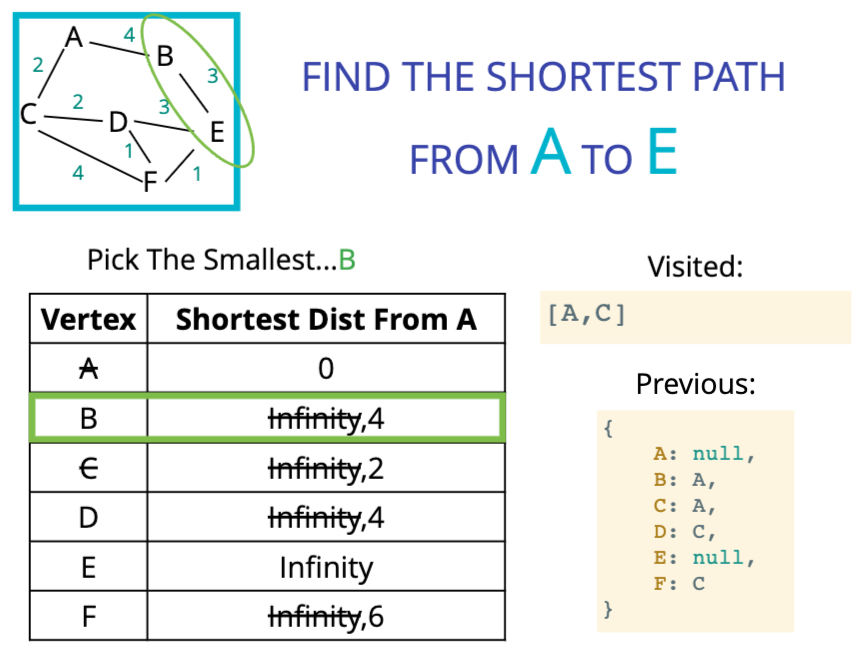 A 4 B
2 3
C 2 D 3 E
1
4 F 1
FIND THE SHORTEST PATH
FROM A TO E
Pick The Smallest...B
Vertex Shortest Dist From A
A 0
B Infinity,4
C Infinity,2
D Infinity,4
E Infinity
F Infinity,6
Visited:
[A,C]
Previous:
{
A: null,
B: A,
C: A,
D: C,
E: null,
F: C
}